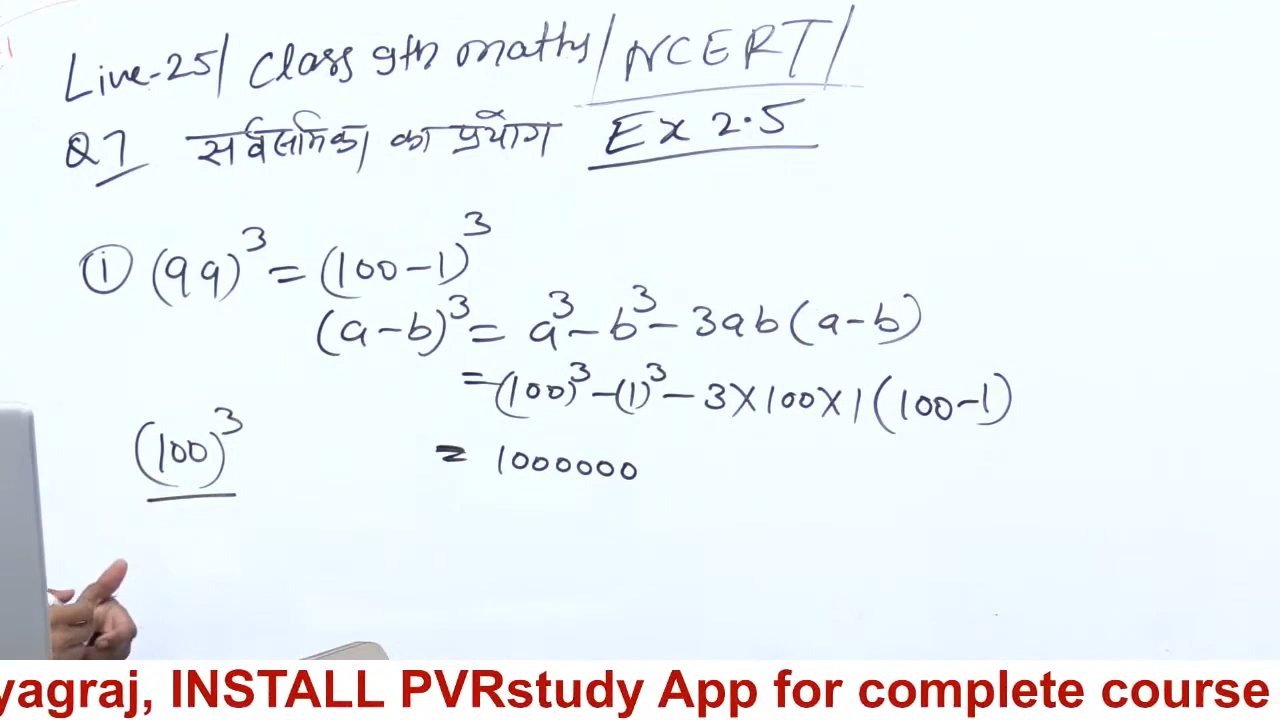 Live-25/ Class 9th maths/NCERT/
Q7 सर्वसमिका का प्रयोग Ex 2.5
① (99)³ = (100-1)³
(a-b)³ = a³-b³-3ab(a-b)
=(100)³-(1)³-3×100×1(100-1)
(100)³
= 1000000
yagraj, INSTALL PVRstudy App for complete course